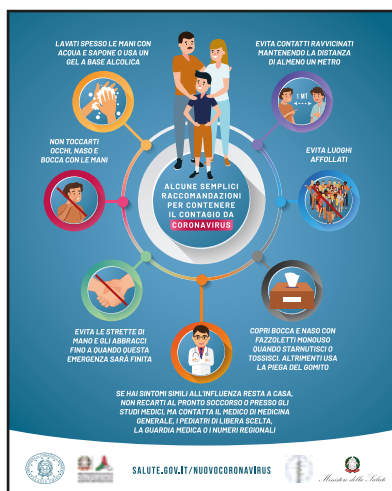 LAVATI SPESSO LE MANI CON
ACQUA E SAPONE O USA UN
GEL A BASE ALCOLICA
EVITA CONTATTI RAVVICINATI
MANTENENDO LA DISTANZA
DI ALMENO UN METRO
1 MT
NON TOCCARTI
OCCHI, NASO E
BOCCA CON LE MANI
EVITA LUOGHI
AFFOLLATI
ALCUNE SEMPLICI
RACCOMANDAZIONI
PER CONTENERE
IL CONTAGIO DA
CORONAVIRUS
EVITA LE STRETTE DI
MANO E GLI ABBRACCI
FINO A QUANDO QUESTA
EMERGENZA SARÀ FINITA
COPRI BOCCA E NASO CON
FAZZOLETTI MONOUSO
QUANDO STARNUTISCI O
TOSSISCI. ALTRIMENTI USA
LA PIEGA DEL GOMITO
SE HAI SINTOMI SIMILI ALL'INFLUENZA RESTA A CASA,
NON RECARTI AL PRONTO SOCCORSO O PRESSO GLI
STUDI MEDICI, MA CONTATTA IL MEDICO DI MEDICINA
GENERALE, I PEDIATRI DI LIBERA SCELTA,
LA GUARDIA MEDICA O I NUMERI REGIONALI
SALUTE.GOV.IT/NUOVOCORONAVIRUS
Ministero della Salute